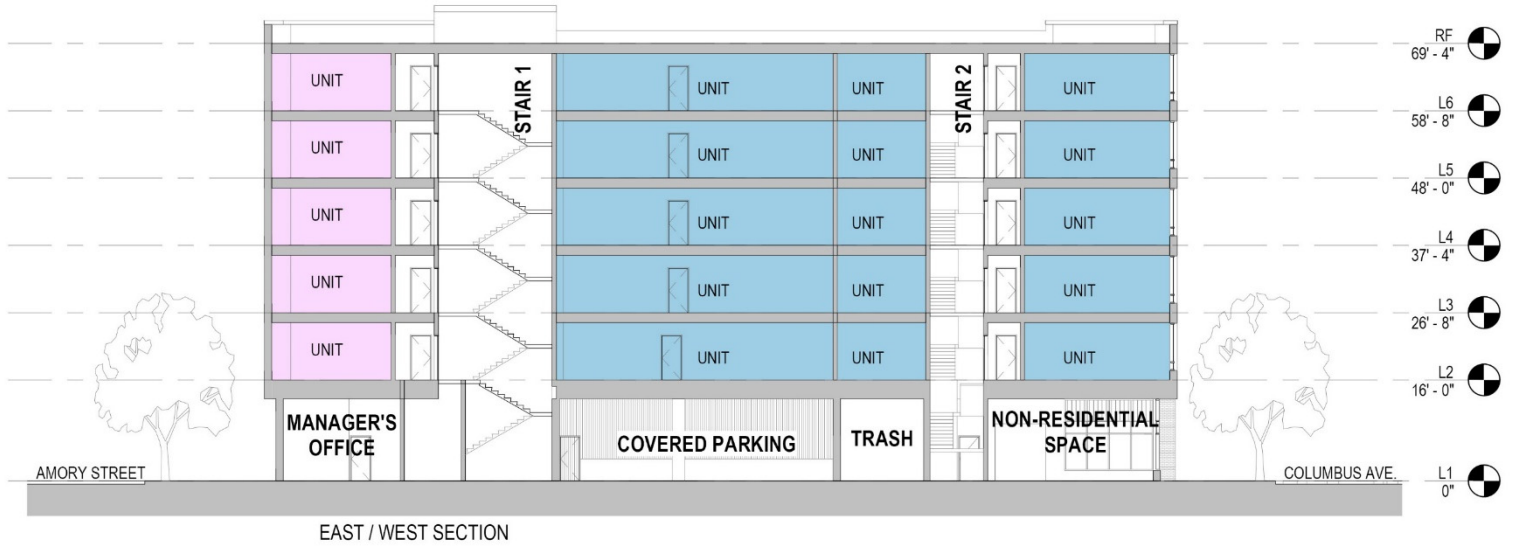 RF
69' - 4"
UNIT
STAIR 1
UNIT
UNIT
STAIR 2
UNIT
L6
58' - 8"
UNIT
UNIT
UNIT
UNIT
L5
48' - 0"
UNIT
UNIT
UNIT
UNIT
L4
37' - 4"
UNIT
UNIT
UNIT
UNIT
L3
26' - 8"
UNIT
UNIT
UNIT
UNIT
L2
16' - 0"
MANAGER'S
OFFICE
COVERED PARKING
TRASH
NON-RESIDENTIAL
SPACE
AMORY STREET
COLUMBUS AVE.
L1
0"
EAST / WEST SECTION